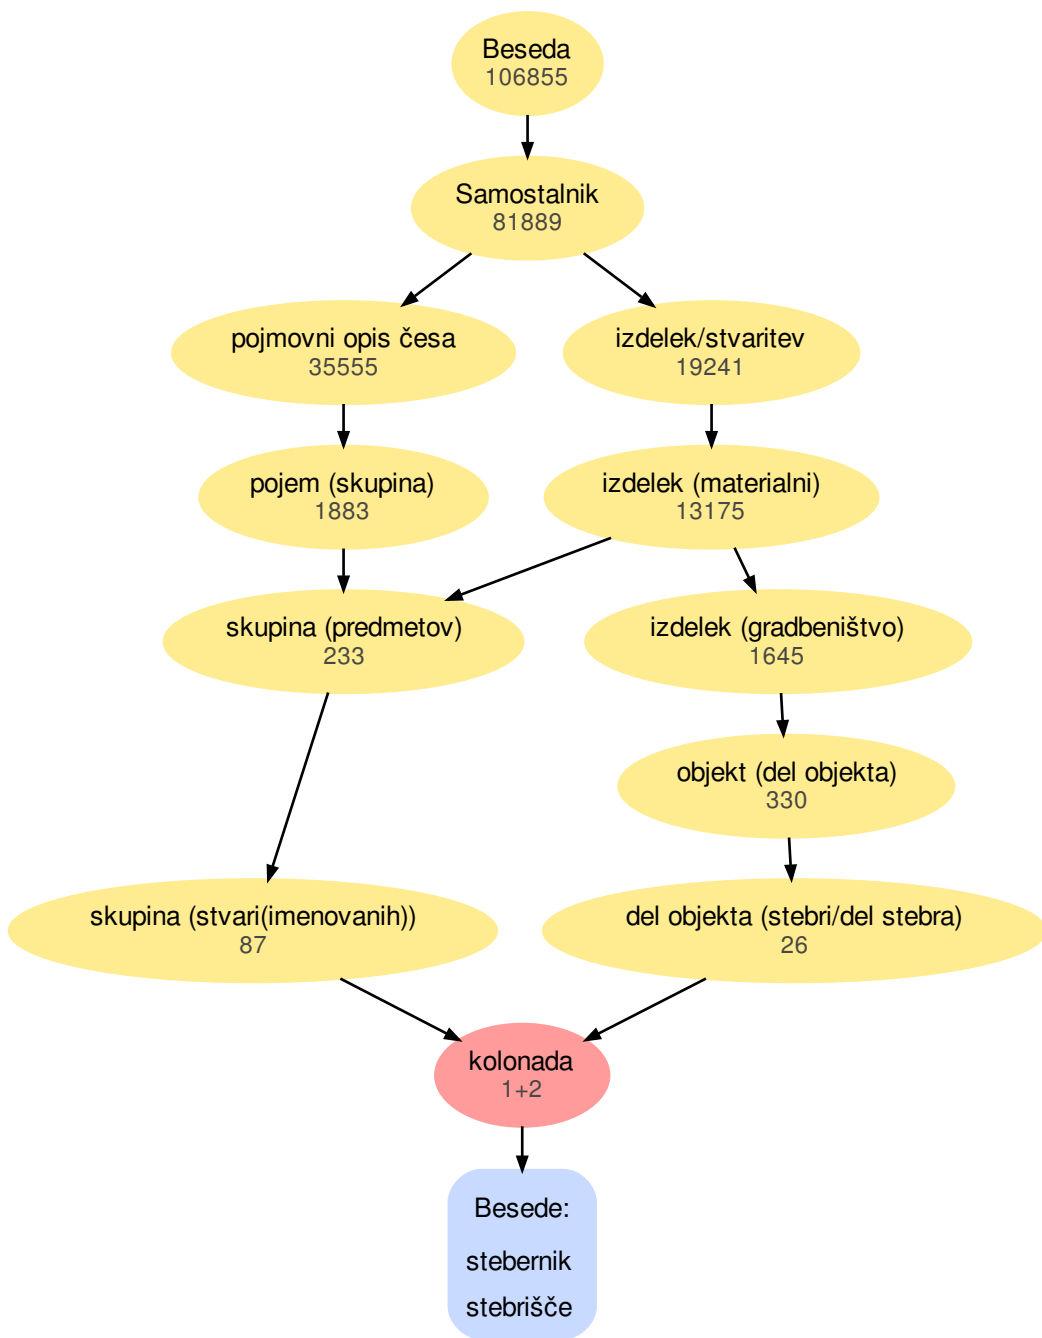 Beseda
106855
Samostalnik
81889
pojmovni opis česa
35555
izdelek/stvaritev
19241
pojem (skupina)
1883
izdelek (materialni)
13175
skupina (predmetov)
233
izdelek (gradbeništvo)
1645
objekt (del objekta)
330
skupina (stvari(imenovanih))
87
del objekta (stebri/del stebra)
26
kolonada
1+2
Besede:
stebernik
stebrišče